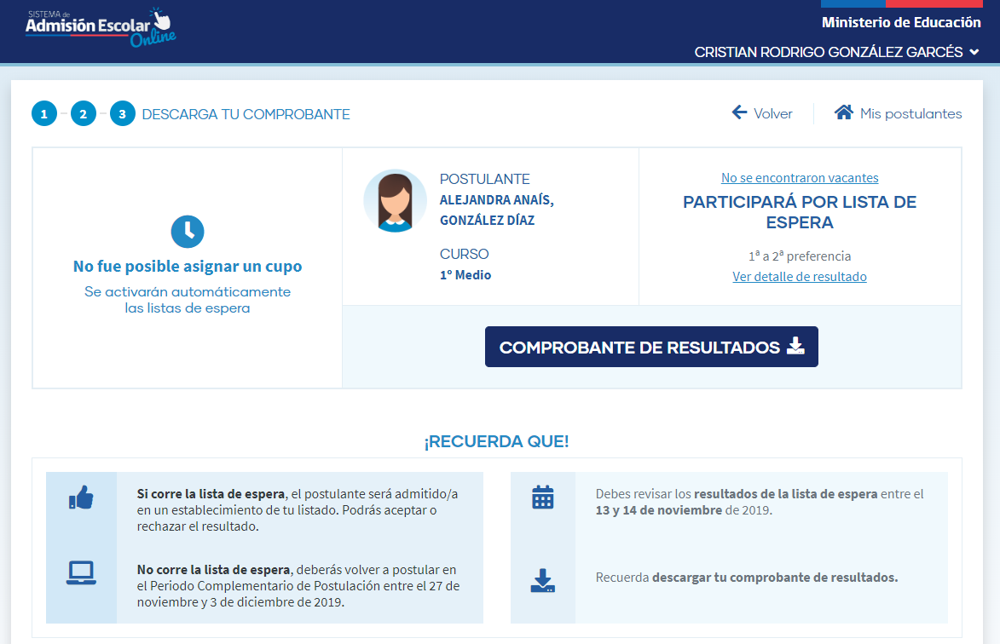 SISTEMA de
Admisión Escolar
Online
Ministerio de Educación
CRISTIAN RODRIGO GONZÁLEZ GARCÉS
1 2 3 DESCARGA TU COMPROBANTE
Volver
Mis postulantes
No fue posible asignar un cupo
Se activarán automáticamente
las listas de espera
POSTULANTE
ALEJANDRA ANAÍS,
GONZÁLEZ DÍAZ
CURSO
1º Medio
No se encontraron vacantes
PARTICIPARÁ POR LISTA DE
ESPERA
1ª a 2ª preferencia
Ver detalle de resultado
COMPROBANTE DE RESULTADOS
¡RECUERDA QUE!
Si corre la lista de espera, el postulante será admitido/a
en un establecimiento de tu listado. Podrás aceptar o
rechazar el resultado.
No corre la lista de espera, deberás volver a postular en
el Periodo Complementario de Postulación entre el 27 de
noviembre y 3 de diciembre de 2019.
Debes revisar los resultados de la lista de espera entre el
13 y 14 de noviembre de 2019.
Recuerda descargar tu comprobante de resultados.